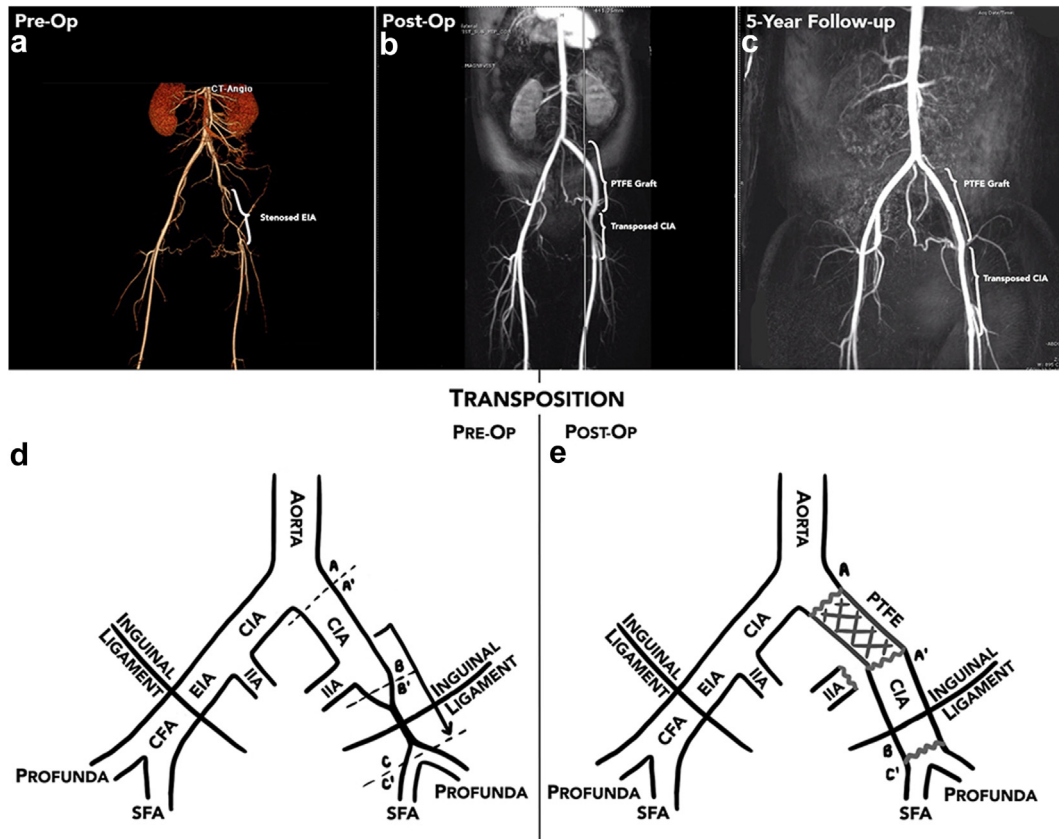 Pre-Op
Post-Op
5-Year Follow-up
a
b
c
CT-Angio
Stenosed EIA
PTFE Graft
Transposed CIA
PTFE Graft
Transposed CIA
TRANSPOSITION
PRE-OP
POST-OP
d
AORTA
A
A'
CIA
CIA
INGUINAL
LIGAMENT
EIA
IIA
IIA
B
B'
INGUINAL
LIGAMENT
CFA
C
C'
PROFUNDA
SFA
SFA
PROFUNDA
e
AORTA
A
PTFE
A'
CIA
CIA
INGUINAL
LIGAMENT
EIA
IIA
IIA
INGUINAL
LIGAMENT
CFA
B
C'
PROFUNDA
SFA
SFA
PROFUNDA